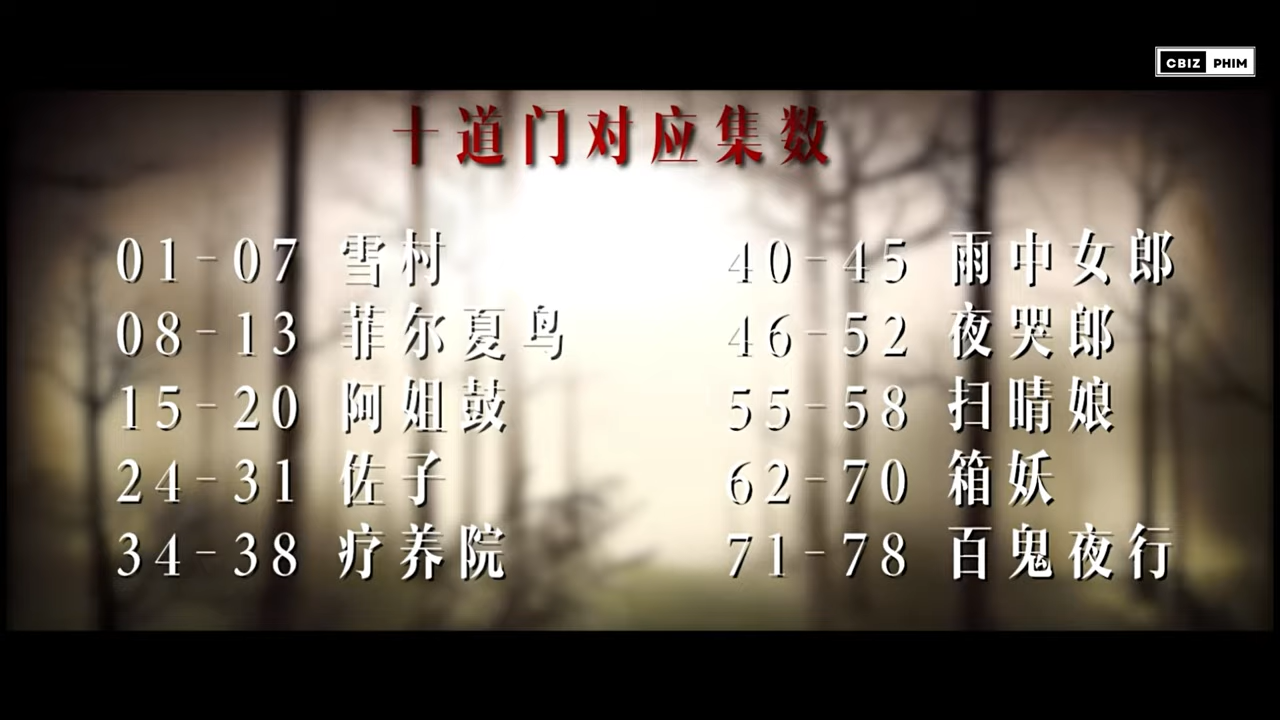 CBIZ PHIM
十道门对应集数
01-07 雪村
08-13 菲尔夏鸟
15-20 阿姐鼓
24-31 佐子
34-38 疗养院
40-45 雨中女郎
46-52 夜哭郎
55-58 扫晴娘
62-70 箱妖
71-78 百鬼夜行